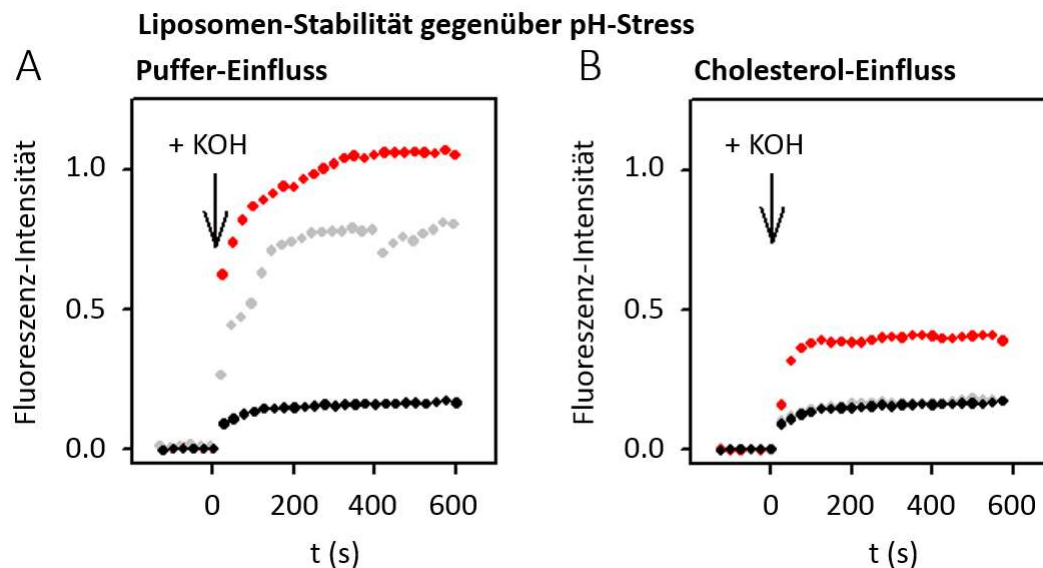 Liposomen-Stabilität gegenüber pH-Stress
A Puffer-Einfluss
Fluoreszenz-Intensität
+ KOH
1.0
0.5
0.0
0 200 400 600
t (s)
B Cholesterol-Einfluss
Fluoreszenz-Intensität
+ KOH
1.0
0.5
0.0
0 200 400 600
t (s)